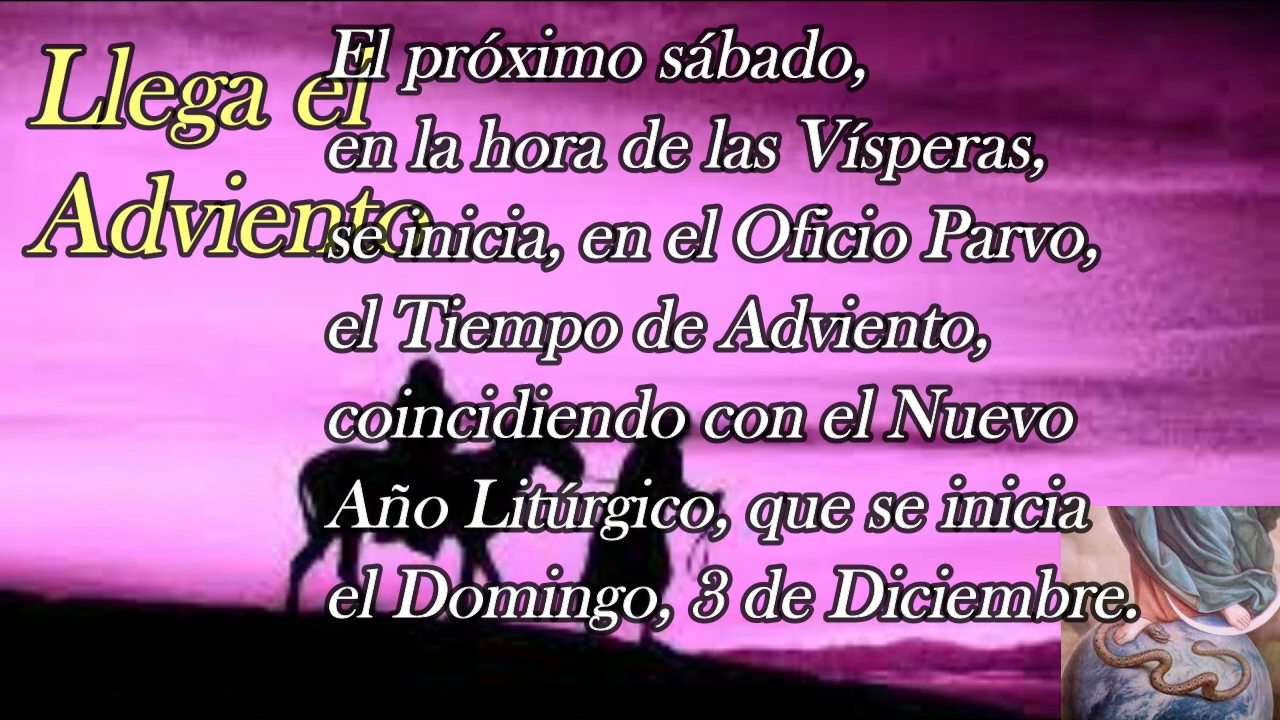 Llega el
Adviento
El próximo sábado,
en la hora de las Vísperas,
se inicia, en el Oficio Parvo,
el Tiempo de Adviento,
coincidiendo con el Nuevo
Año Litúrgico, que se inicia
el Domingo, 3 de Diciembre.